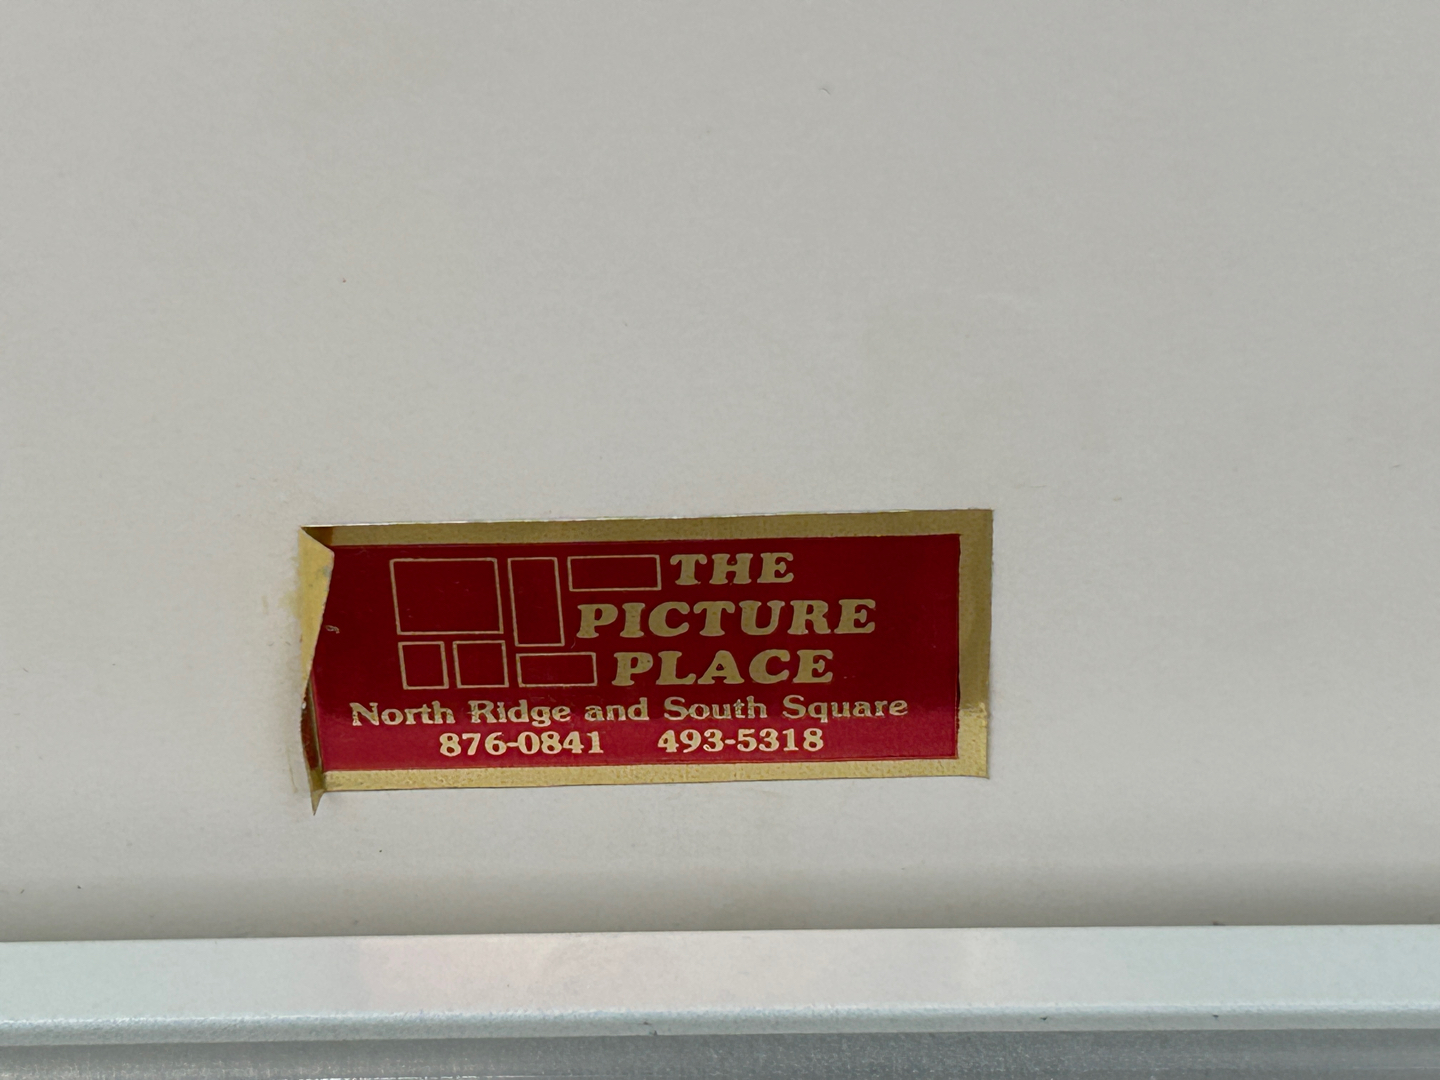 THE
PICTURE
PLACE
North Ridge and South Square
876-0841 493-5318